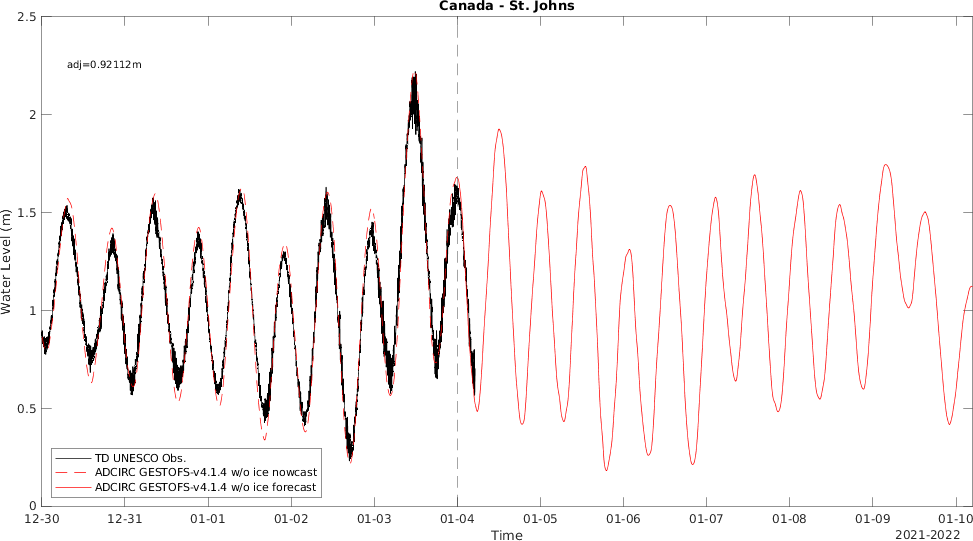 Canada - St. Johns
2.5
adj=0.92112m
2
1.5
Water Level (m)
1
0.5
TD UNESCO Obs.
ADCIRC GESTOFS-v4.1.4 w/o ice nowcast
ADCIRC GESTOFS-v4.1.4 w/o ice forecast
0
12-30 12-31 01-01 01-02 01-03 01-04 01-05 01-06 01-07 01-08 01-09 01-10
Time
2021-2022